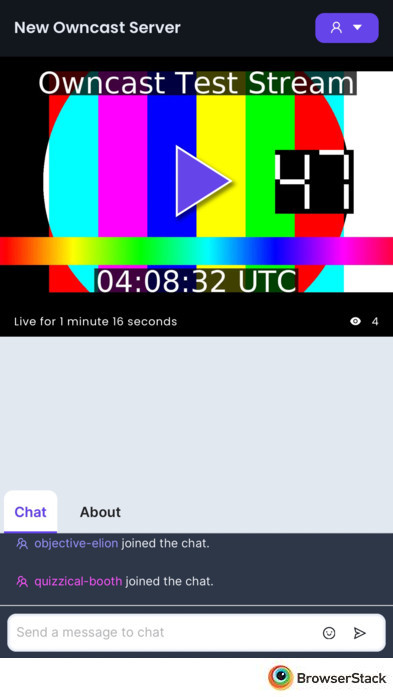 New Owncast Server
Owncast Test Stream
47
04:08:32 UTC
Live for 1 minute 16 seconds
4
Chat
About
objective-elion joined the chat.
quizzical-booth joined the chat.
Send a message to chat
BrowserStack